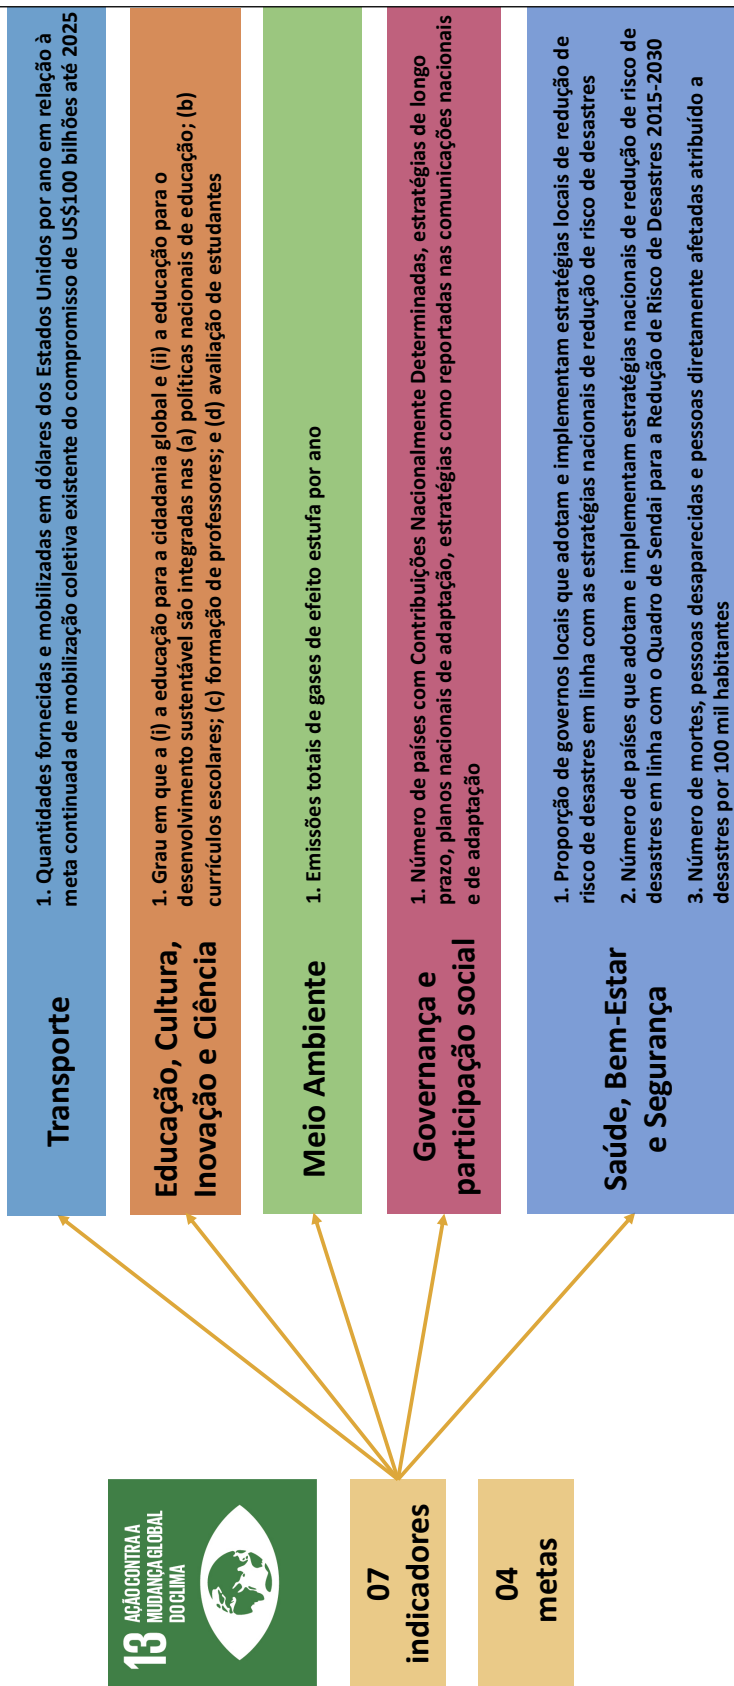 13 AÇÃO CONTRA A
MUDANÇA GLOBAL
DO CLIMA
07
indicadores
04
metas
Transporte
1. Quantidades fornecidas e mobilizadas em dólares dos Estados Unidos por ano em relação à
meta continuada de mobilização coletiva existente do compromisso de US$100 bilhões até 2025
Educação, Cultura,
Inovação e Ciência
1. Grau em que a (i) a educação para a cidadania global e (ii) a educação para o
desenvolvimento sustentável são integradas nas (a) políticas nacionais de educação; (b)
currículos escolares; (c) formação de professores; e (d) avaliação de estudantes
Meio Ambiente
1. Emissões totais de gases de efeito estufa por ano
Governança e
participação social
1. Número de países com Contribuições Nacionalmente Determinadas, estratégias de longo
prazo, planos nacionais de adaptação, estratégias como reportadas nas comunicações nacionais
e de adaptação
Saúde, Bem-Estar
e Segurança
1. Proporção de governos locais que adotam e implementam estratégias locais de redução de
risco de desastres em linha com as estratégias nacionais de redução de risco de desastres
2. Número de países que adotam e implementam estratégias nacionais de redução de risco de
desastres em linha com o Quadro de Sendai para a Redução de Risco de Desastres 2015-2030
3. Número de mortes, pessoas desaparecidas e pessoas diretamente afetadas atribuído a
desastres por 100 mil habitantes